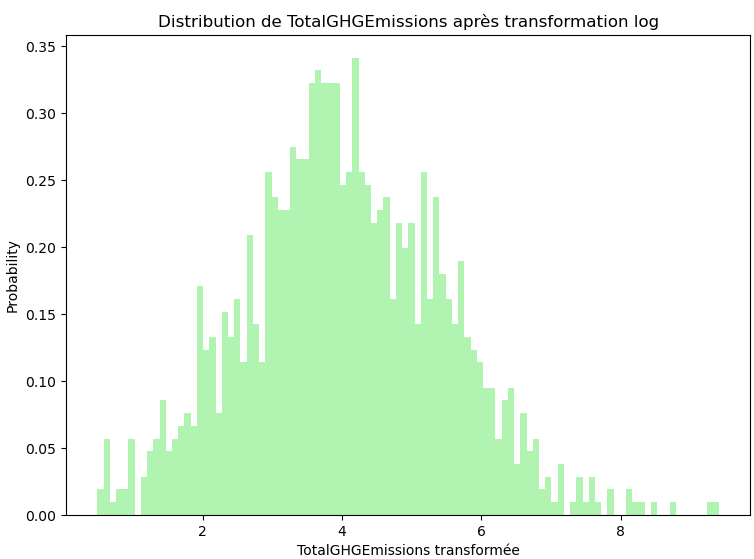 Distribution de TotalGHGEmissions après transformation log
0.35
0.30
0.25
0.20
0.15
0.10
0.05
0.00
Probability
2 4 6 8
TotalGHGEmissions transformée